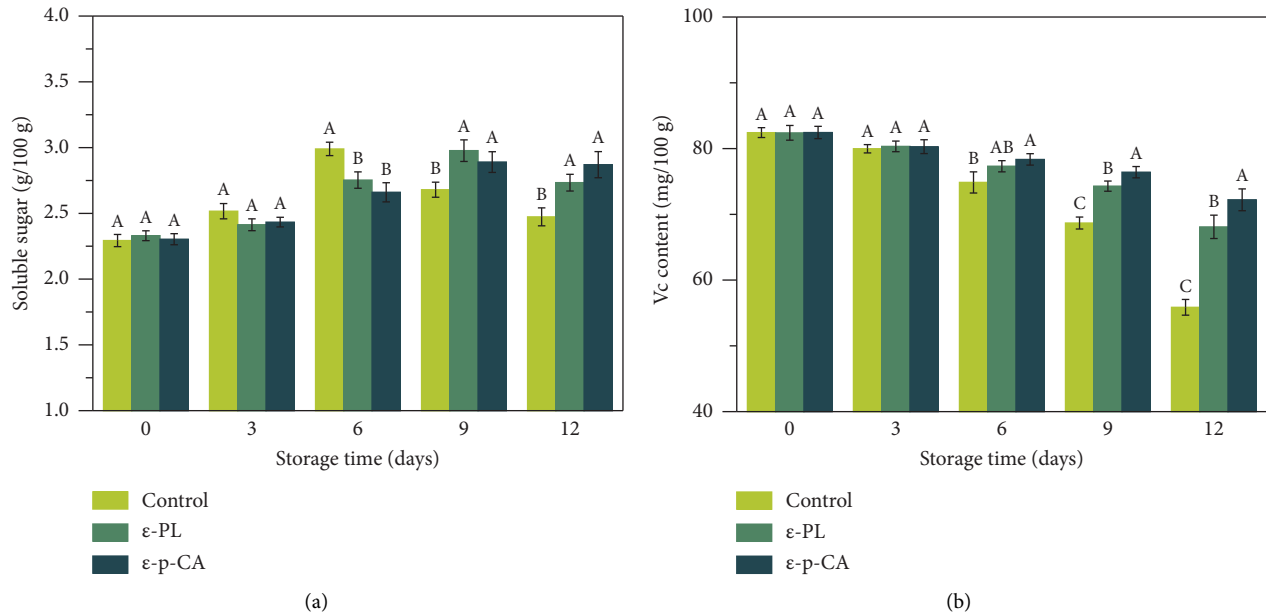 4.0
3.5
3.0
2.5
2.0
1.5
1.0
Soluble sugar (g/100 g)
A A A
A A A
A B B
B A A
B A A
0 3 6 9 12
Storage time (days)
Control
ε-PL
ε-p-CA
(a)
100
80
60
40
Vc content (mg/100 g)
A A A
A A A
B AB A
C B A
C B A
0 3 6 9 12
Storage time (days)
Control
ε-PL
ε-p-CA
(b)